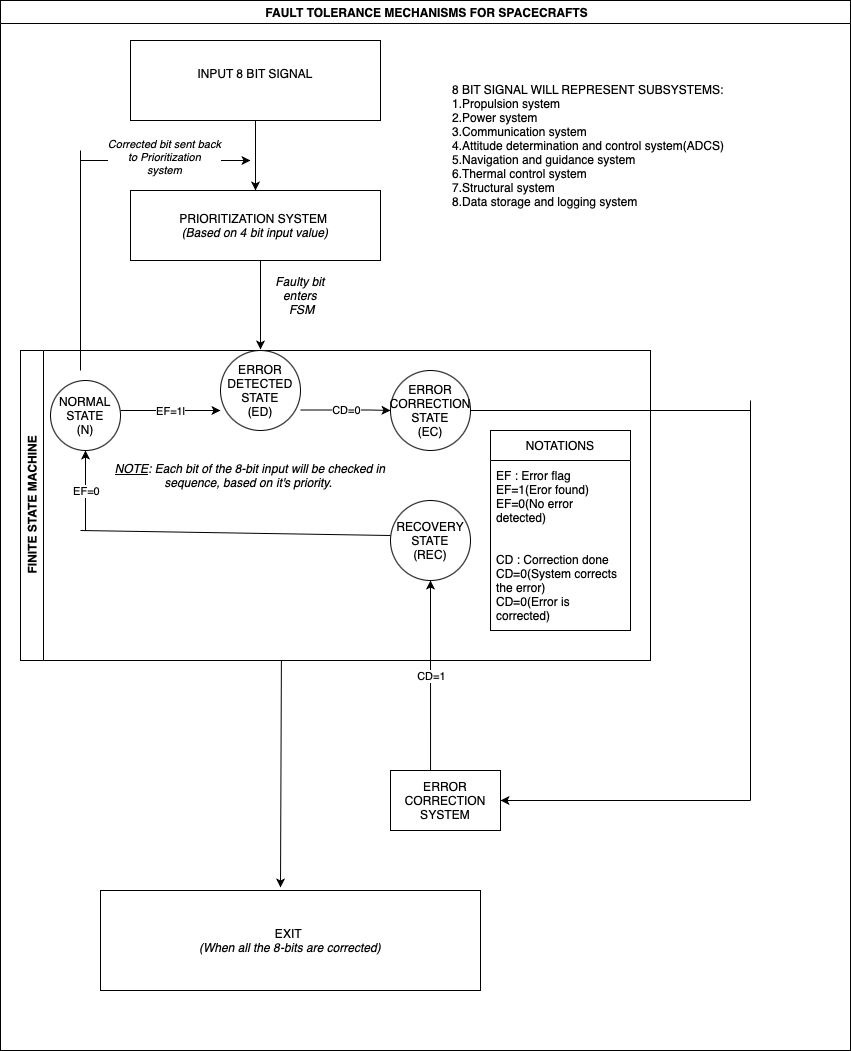 FAULT TOLERANCE MECHANISMS FOR SPACECRAFTS
INPUT 8 BIT SIGNAL
8 BIT SIGNAL WILL REPRESENT SUBSYSTEMS:
1.Propulsion system
2.Power system
3.Communication system
4.Attitude determination and control system(ADCS)
5.Navigation and guidance system
6.Thermal control system
7.Structural system
8.Data storage and logging system
Corrected bit sent back
to Prioritization
system
PRIORITIZATION SYSTEM
(Based on 4 bit input value)
Faulty bit
enters
FSM
FINITE STATE MACHINE
NORMAL
STATE
(N)
EF=1I
ERROR
DETECTED
STATE
(ED)
CD=0
ERROR
CORRECTION
STATE
(EC)
NOTE: Each bit of the 8-bit input will be checked in
sequence, based on it's priority.
EF=0
RECOVERY
STATE
(REC)
NOTATIONS
EF : Error flag
EF=1(Eror found)
EF=0(No error
detected)
CD : Correction done
CD=0(System corrects
the error)
CD=0(Error is
corrected)
CD=1
ERROR
CORRECTION
SYSTEM
EXIT
(When all the 8-bits are corrected)